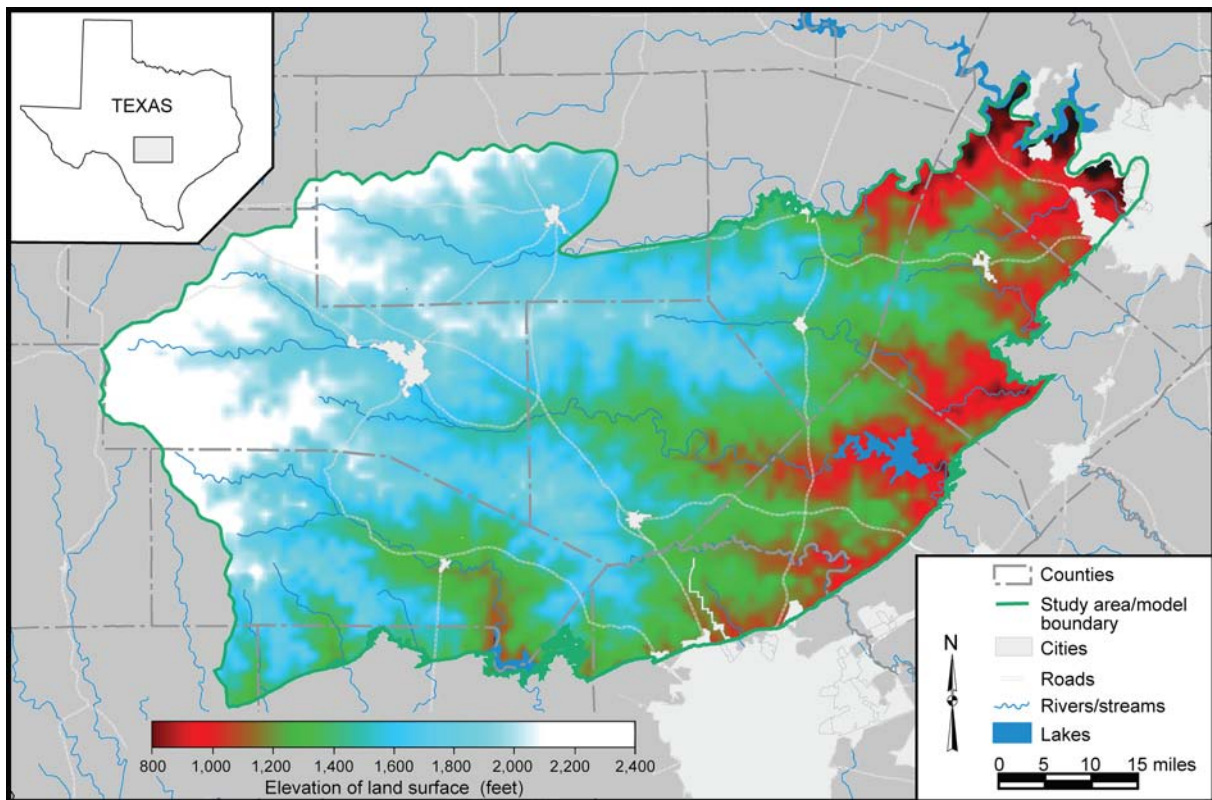 TEXAS
Counties
Study area/model
boundary
Cities
Roads
Rivers/streams
Lakes
N
0 5 10 15 miles
800 1,000 1,200 1,400 1,600 1,800 2,000 2,200 2,400
Elevation of land surface (feet)